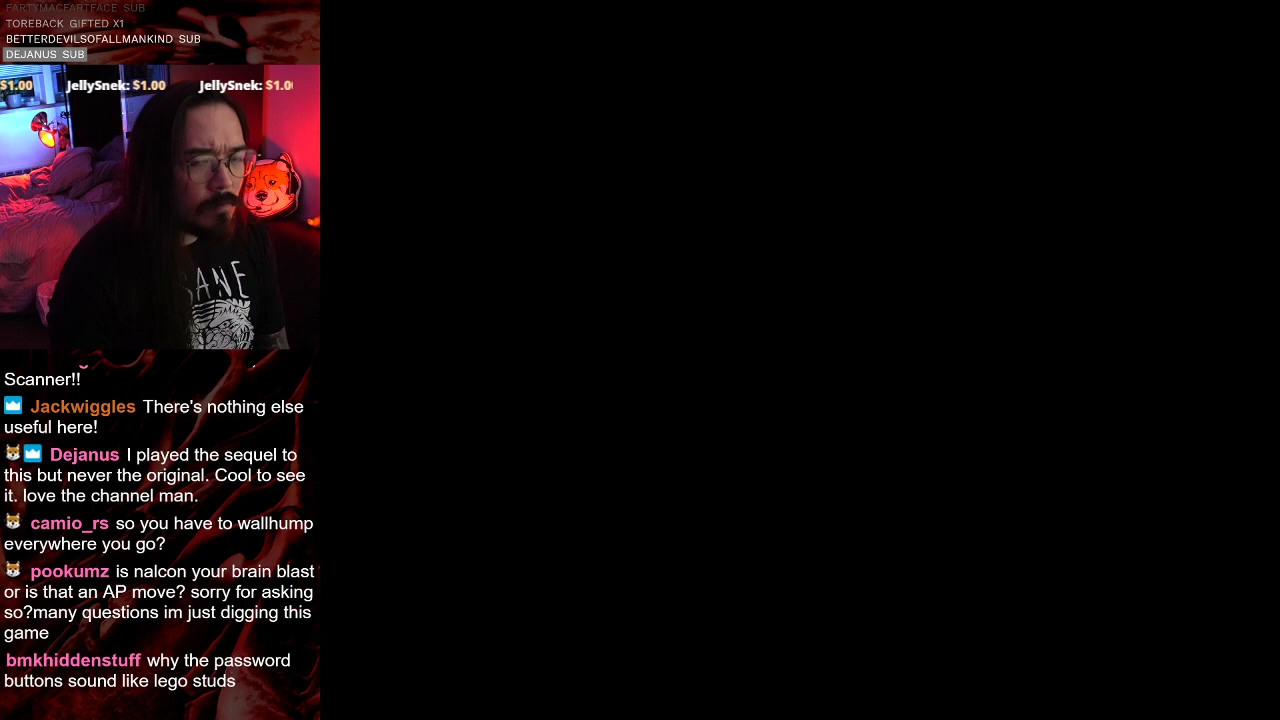 FARTYMACFARTFACE SUB
TOREBACK GIFTED X1
BETTERDEVILSOFALLMANKIND SUB
DEJANUS SUB
$1.00 JellySnek: $1.00 JellySnek: $1.0
ANE
Scanner!!
Jackwiggles There's nothing else
useful here!
Dejanus I played the sequel to
this but never the original. Cool to see
it. love the channel man.
camio_rs so you have to wallhump
everywhere you go?
pookumz is nalcon your brain blast
or is that an AP move? sorry for asking
so?many questions im just digging this
game
bmkhiddenstuff why the password
buttons sound like lego studs